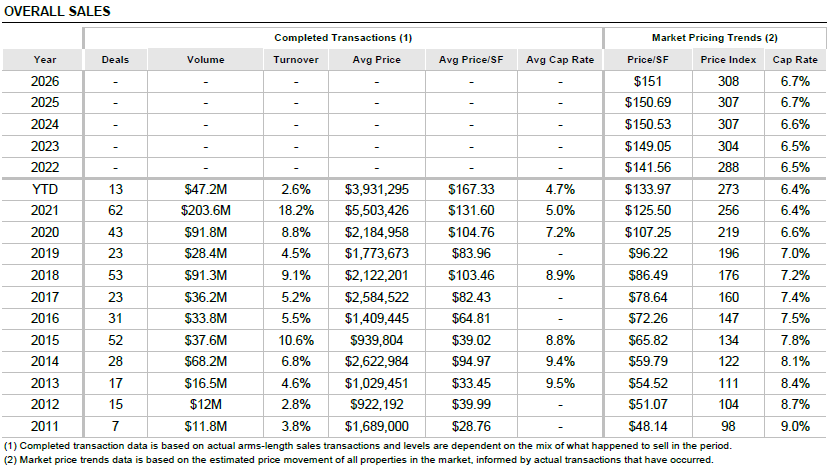 OVERALL SALES
Completed Transactions (1) Market Pricing Trends (2)
Year Deals Volume Turnover Avg Price Avg Price/SF Avg Cap Rate Price/SF Price Index Cap Rate
2026 - - - - - - $151 308 6.7%
2025 - - - - - - $150.69 307 6.7%
2024 - - - - - - $150.53 307 6.6%
2023 - - - - - - $149.05 304 6.5%
2022 - - - - - - $141.56 288 6.5%
YTD 13 $47.2M 2.6% $3,931,295 $167.33 4.7% $133.97 273 6.4%
2021 62 $203.6M 18.2% $5,503,426 $131.60 5.0% $125.50 256 6.4%
2020 43 $91.8M 8.8% $2,184,958 $104.76 7.2% $107.25 219 6.6%
2019 23 $28.4M 4.5% $1,773,673 $83.96 - $96.22 196 7.0%
2018 53 $91.3M 9.1% $2,122,201 $103.46 8.9% $86.49 176 7.2%
2017 23 $36.2M 5.2% $2,584,522 $82.43 - $78.64 160 7.4%
2016 31 $33.8M 5.5% $1,409,445 $64.81 - $72.26 147 7.5%
2015 52 $37.6M 10.6% $939,804 $39.02 8.8% $65.82 134 7.8%
2014 28 $68.2M 6.8% $2,622,984 $94.97 9.4% $59.79 122 8.1%
2013 17 $16.5M 4.6% $1,029,451 $33.45 9.5% $54.52 111 8.4%
2012 15 $12M 2.8% $922,192 $39.99 - $51.07 104 8.7%
2011 7 $11.8M 3.8% $1,689,000 $28.76 - $48.14 98 9.0%
(1) Completed transaction data is based on actual arms-length sales transactions and levels are dependent on the mix of what happened to sell in the period.
(2) Market price trends data is based on the estimated price movement of all properties in the market, informed by actual transactions that have occurred.